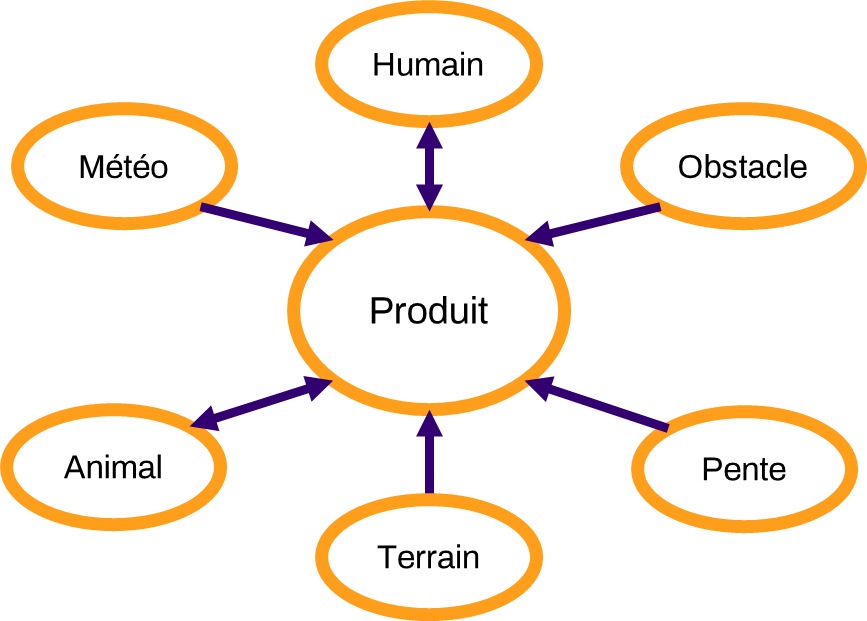 Humain
Météo
Obstacle
Produit
Animal
Pente
Terrain